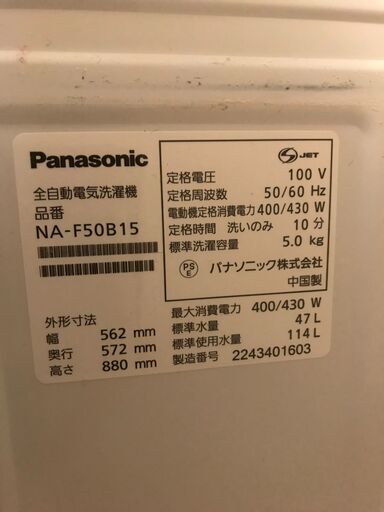 Panasonic
全自動電気洗濯機
品番
NA-F50B15
外形寸法
幅 562 mm
奥行 572 mm
高さ 880 mm
JET
定格電圧 100 V
定格周波数 50/60 Hz
電動機定格消費電力 400/430 W
定格時間 洗いのみ 10 分
標準洗濯容量 5.0 kg
PS
E
パナソニック株式会社
中国製
最大消費電力 400/430 W
標準水量 47 L
標準使用水量 114 L
製造番号 2243401603